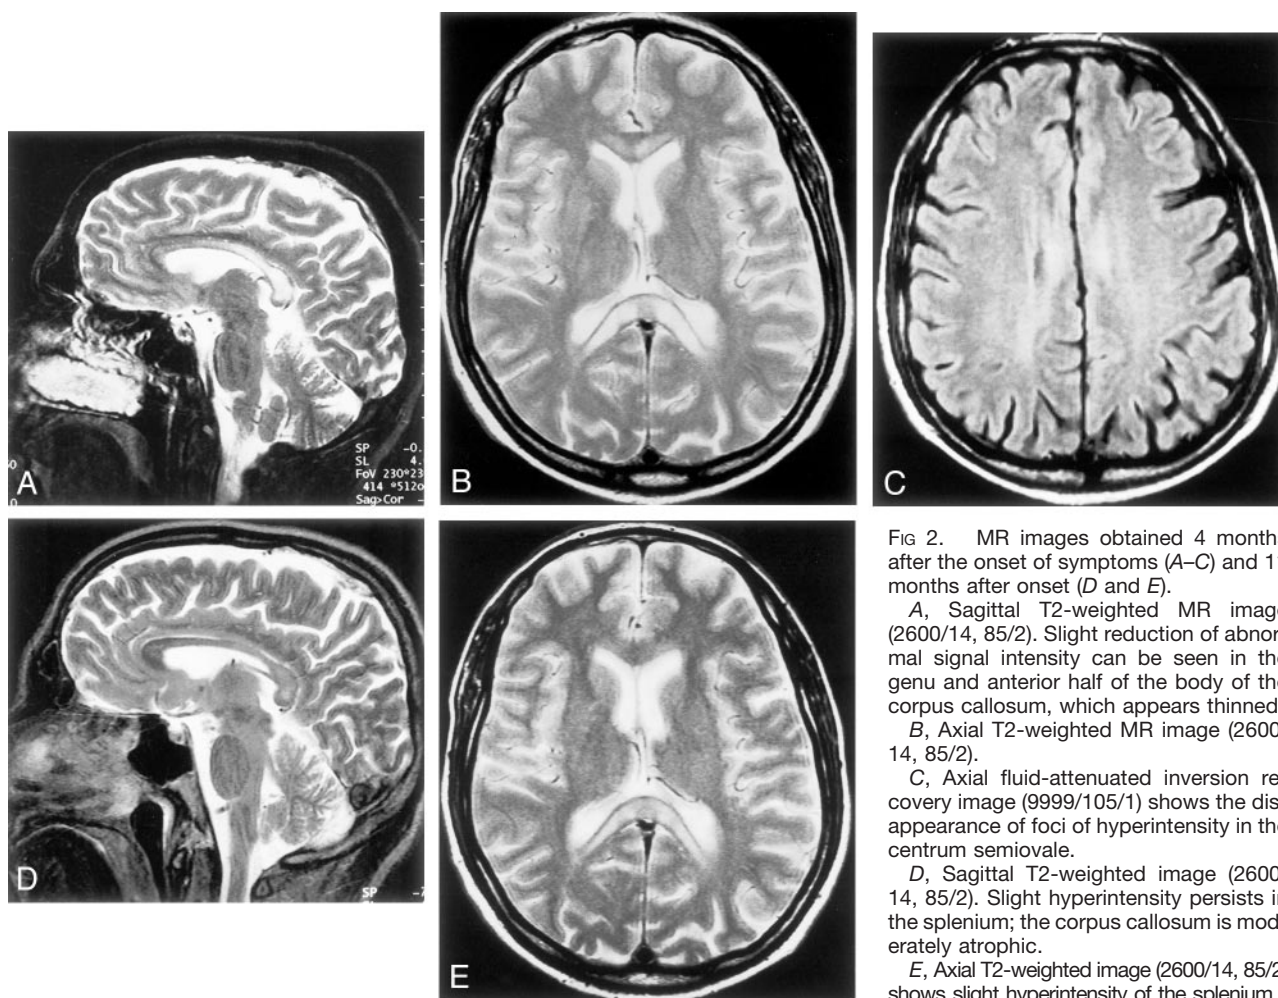 A
SP -0.
SL 4.
FoV 230*23
414 *512o
Sag>Cor -
B
C
D
SP -7
E
FIG 2. MR images obtained 4 month
after the onset of symptoms (A–C) and 1
months after onset (D and E).
A, Sagittal T2-weighted MR image
(2600/14, 85/2). Slight reduction of abnor
mal signal intensity can be seen in the
genu and anterior half of the body of the
corpus callosum, which appears thinned
B, Axial T2-weighted MR image (2600
14, 85/2).
C, Axial fluid-attenuated inversion re
covery image (9999/105/1) shows the dis
appearance of foci of hyperintensity in the
centrum semiovale.
D, Sagittal T2-weighted image (2600
14, 85/2). Slight hyperintensity persists i
the splenium; the corpus callosum is mod
erately atrophic.
E, Axial T2-weighted image (2600/14, 85/2
shows slight hyperintensity of the splenium